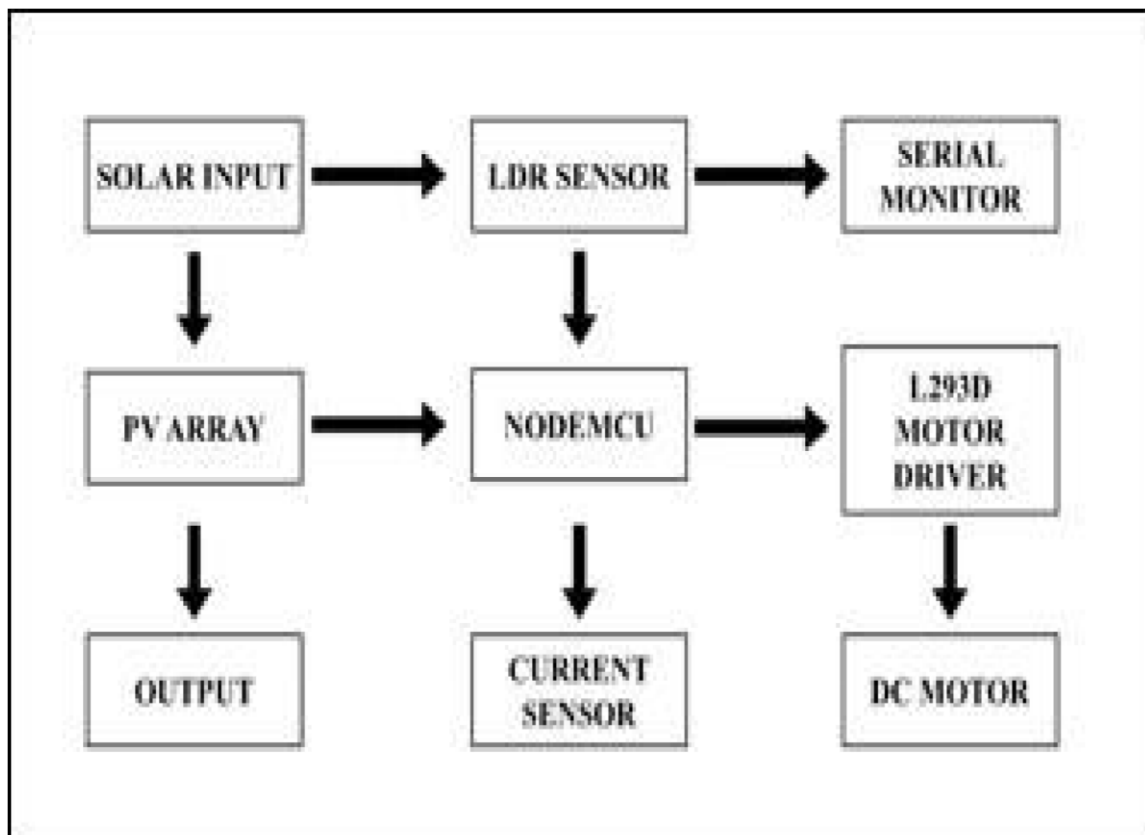 SOLAR INPUT
LDR SENSOR
SERIAL
MONITOR
PV ARRAY
NODEMCU
L293D
MOTOR
DRIVER
OUTPUT
CURRENT
SENSOR
DC MOTOR